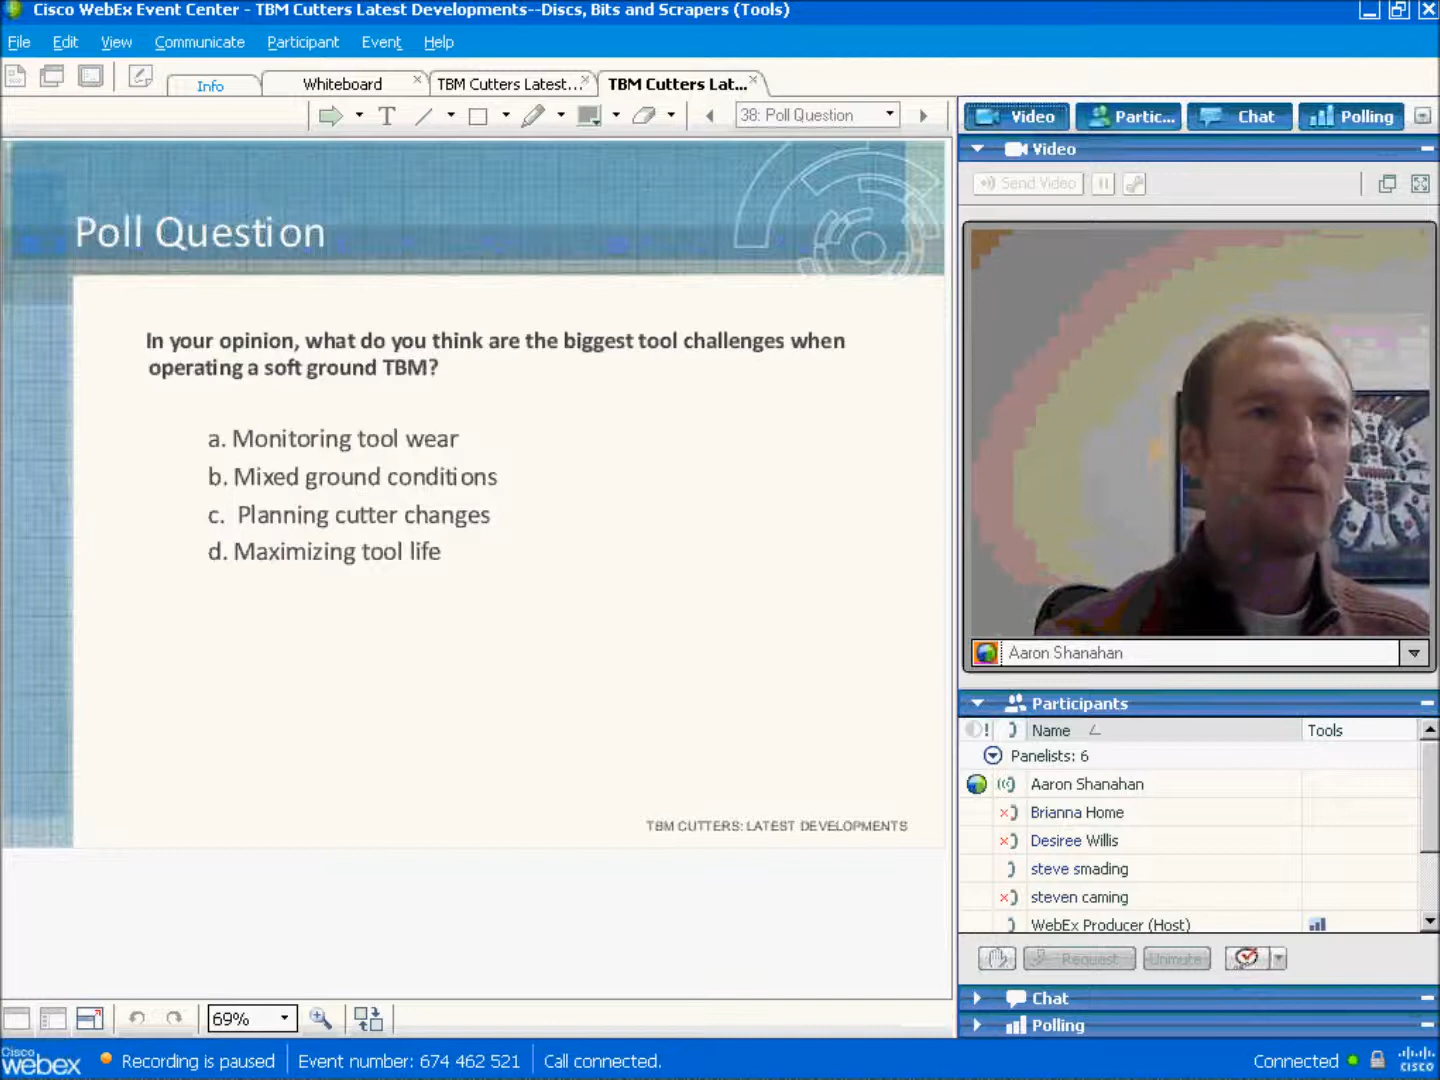 Cisco WebEx Event Center - TBM Cutters Latest Developments--Discs, Bits and Scrapers (Tools)
File Edit View Communicate Participant Event Help
Info Whiteboard TBM Cutters Latest... TBM Cutters Lat...
T 38: Poll Question
Video Partic... Chat Polling
Video
Send Video
Poll Question
In your opinion, what do you think are the biggest tool challenges when
operating a soft ground TBM?
a. Monitoring tool wear
b. Mixed ground conditions
c. Planning cutter changes
d. Maximizing tool life
TBM CUTTERS: LATEST DEVELOPMENTS
Aaron Shanahan
Participants
Name Tools
Panelists: 6
Aaron Shanahan
Brianna Home
Desiree Willis
steve smading
steven caming
WebEx Producer (Host)
Request Unmute
Chat
Polling
69%
Cisco webex Recording is paused Event number: 674 462 521 Call connected. Connected cisco